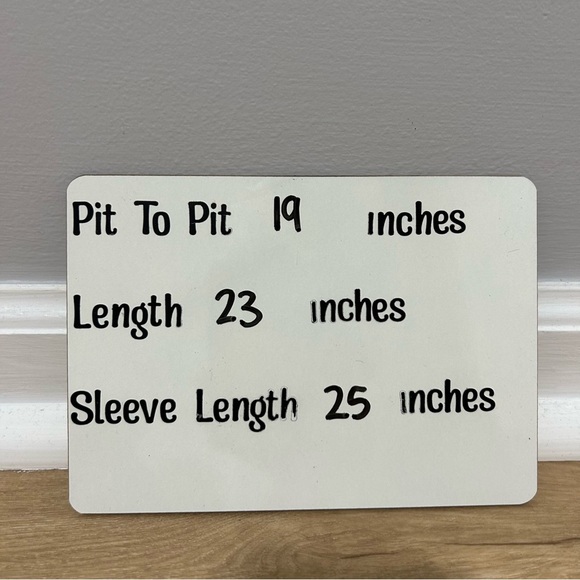 Pit To Pit 19 inches
Length 23 inches
Sleeve Length 25 inches